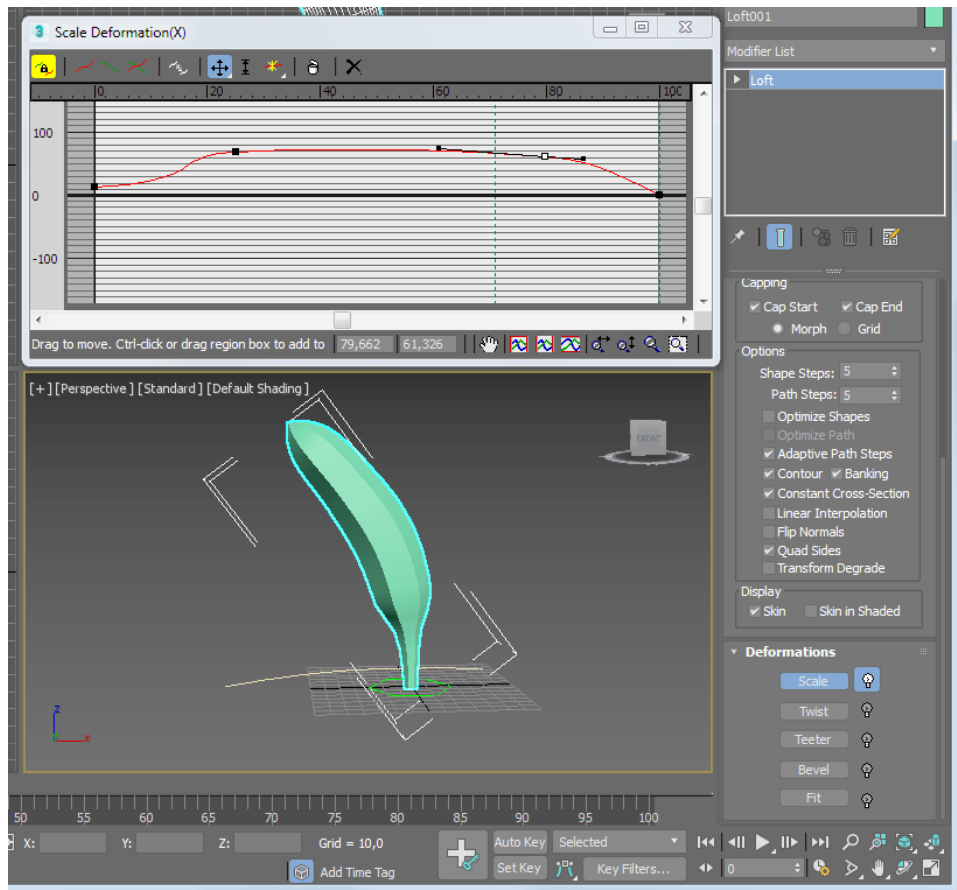 3 Scale Deformation(X)
0 20 40 60 80 100
100
0
-100
Drag to move. Ctrl-click or drag region box to add to 79,662 61,326
[+] [Perspective ] [Standard ] [Default Shading ]
FRONT
z
x
Loft001
Modifier List
Loft
Capping
Cap Start Cap End
Morph Grid
Options
Shape Steps: 5
Path Steps: 5
Optimize Shapes
Optimize Path
Adaptive Path Steps
Contour Banking
Constant Cross-Section
Linear Interpolation
Flip Normals
Quad Sides
Transform Degrade
Display
Skin Skin in Shaded
Deformations
Scale
Twist
Teeter
Bevel
Fit
50 55 60 65 70 75 80 85 90 95 100
X: Y: Z: Grid = 10,0
Add Time Tag
Auto Key Selected
Set Key Key Filters...
0